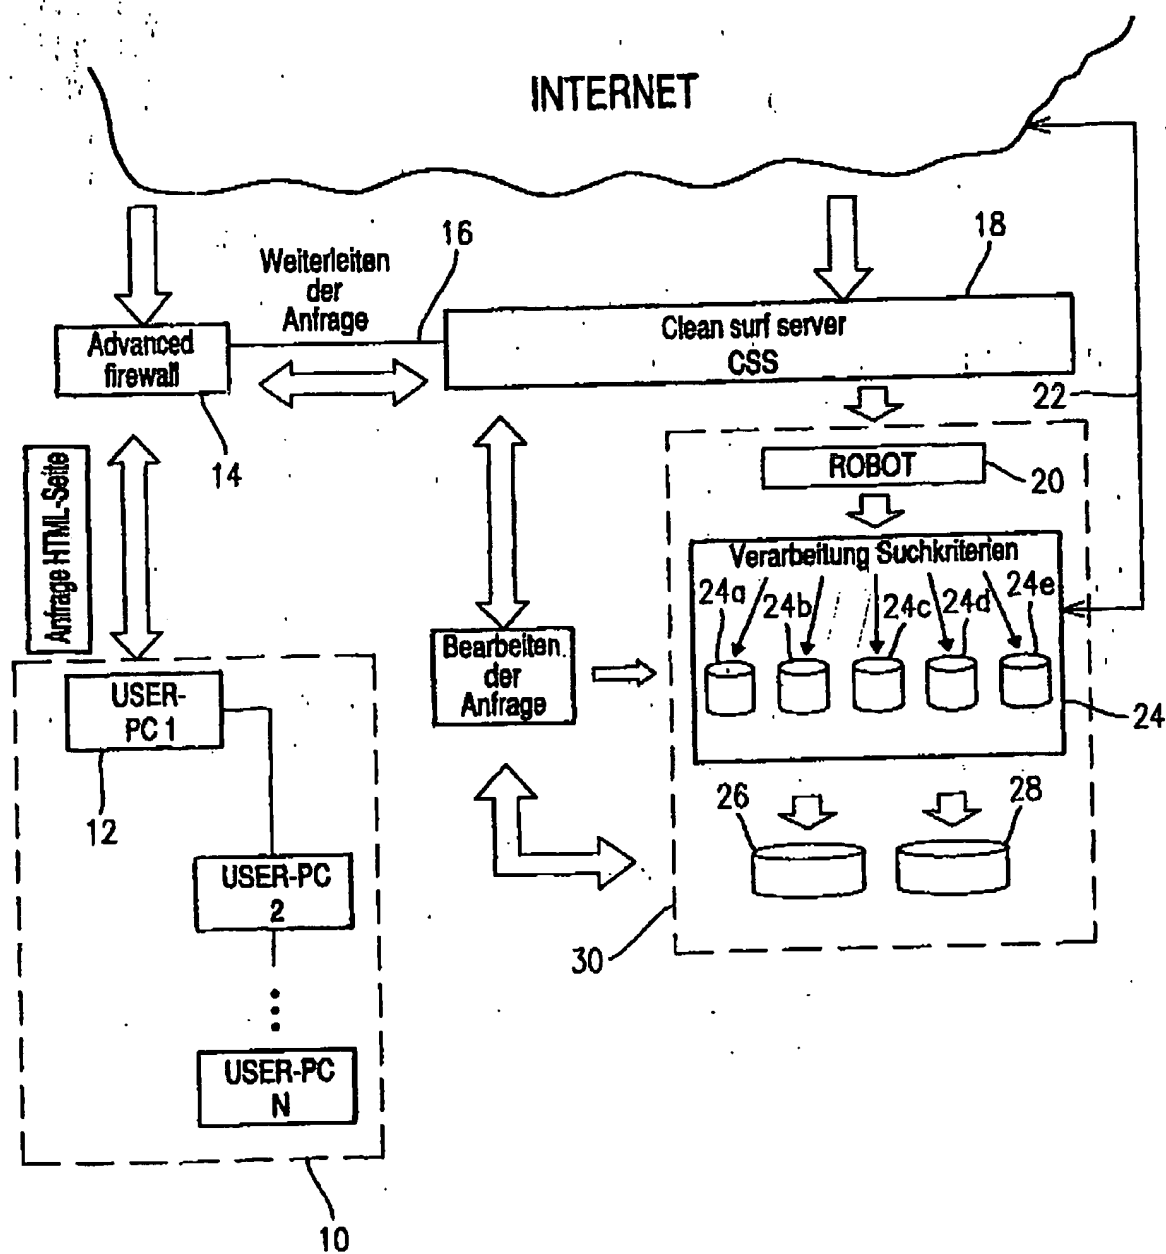 INTERNET
16
18
Weiterleiten
der
Anfrage
Clean surf server
CSS
Advanced
firewall
22
14
Anfrage HTML-Seite
ROBOT
20
Verarbeitung Suchkriterien
24a
24b
24c
24d
24e
Bearbeiten
der
Anfrage
USER-
PC 1
24
12
26
28
USER-PC
2
30
USER-PC
N
10